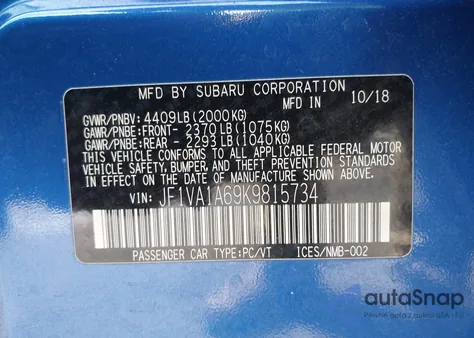 MFD BY SUBARU CORPORATION 10/18
GVWR/PNBV: 4409LB(2000KG)
GAWR/PNBE:FRONT- 2370LB(1075KG)
GAWR/PNBE:REAR - 2293LB(1040KG)
THIS VEHICLE CONFORMS TO ALL APPLICABLE FEDERAL MOTOR
VEHICLE SAFETY, BUMPER, AND THEFT PREVENTION
STANDARDS IN EFFECT ON THE DATE OF MANUFACTURE
SHOWN ABOVE.
VIN: JF1VA1A69K9815734
PASSENGER CAR TYPE:PC/VT ICES/NMB-002
autoSnap